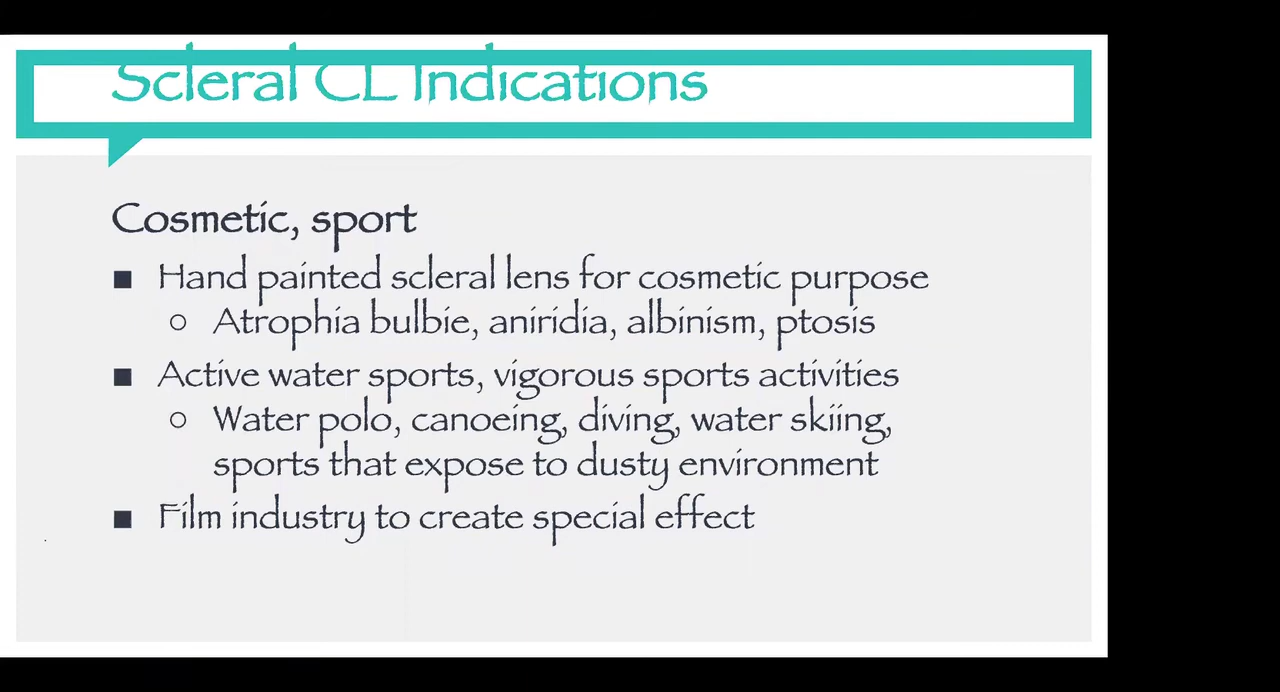 Scleral CL Indications
Cosmetic, sport
Hand painted scleral lens for cosmetic purpose
Atrophia bulbie, aniridia, albinism, ptosis
Active water sports, vigorous sports activities
Water polo, canoeing, diving, water skiing,
sports that expose to dusty environment
Film industry to create special effect